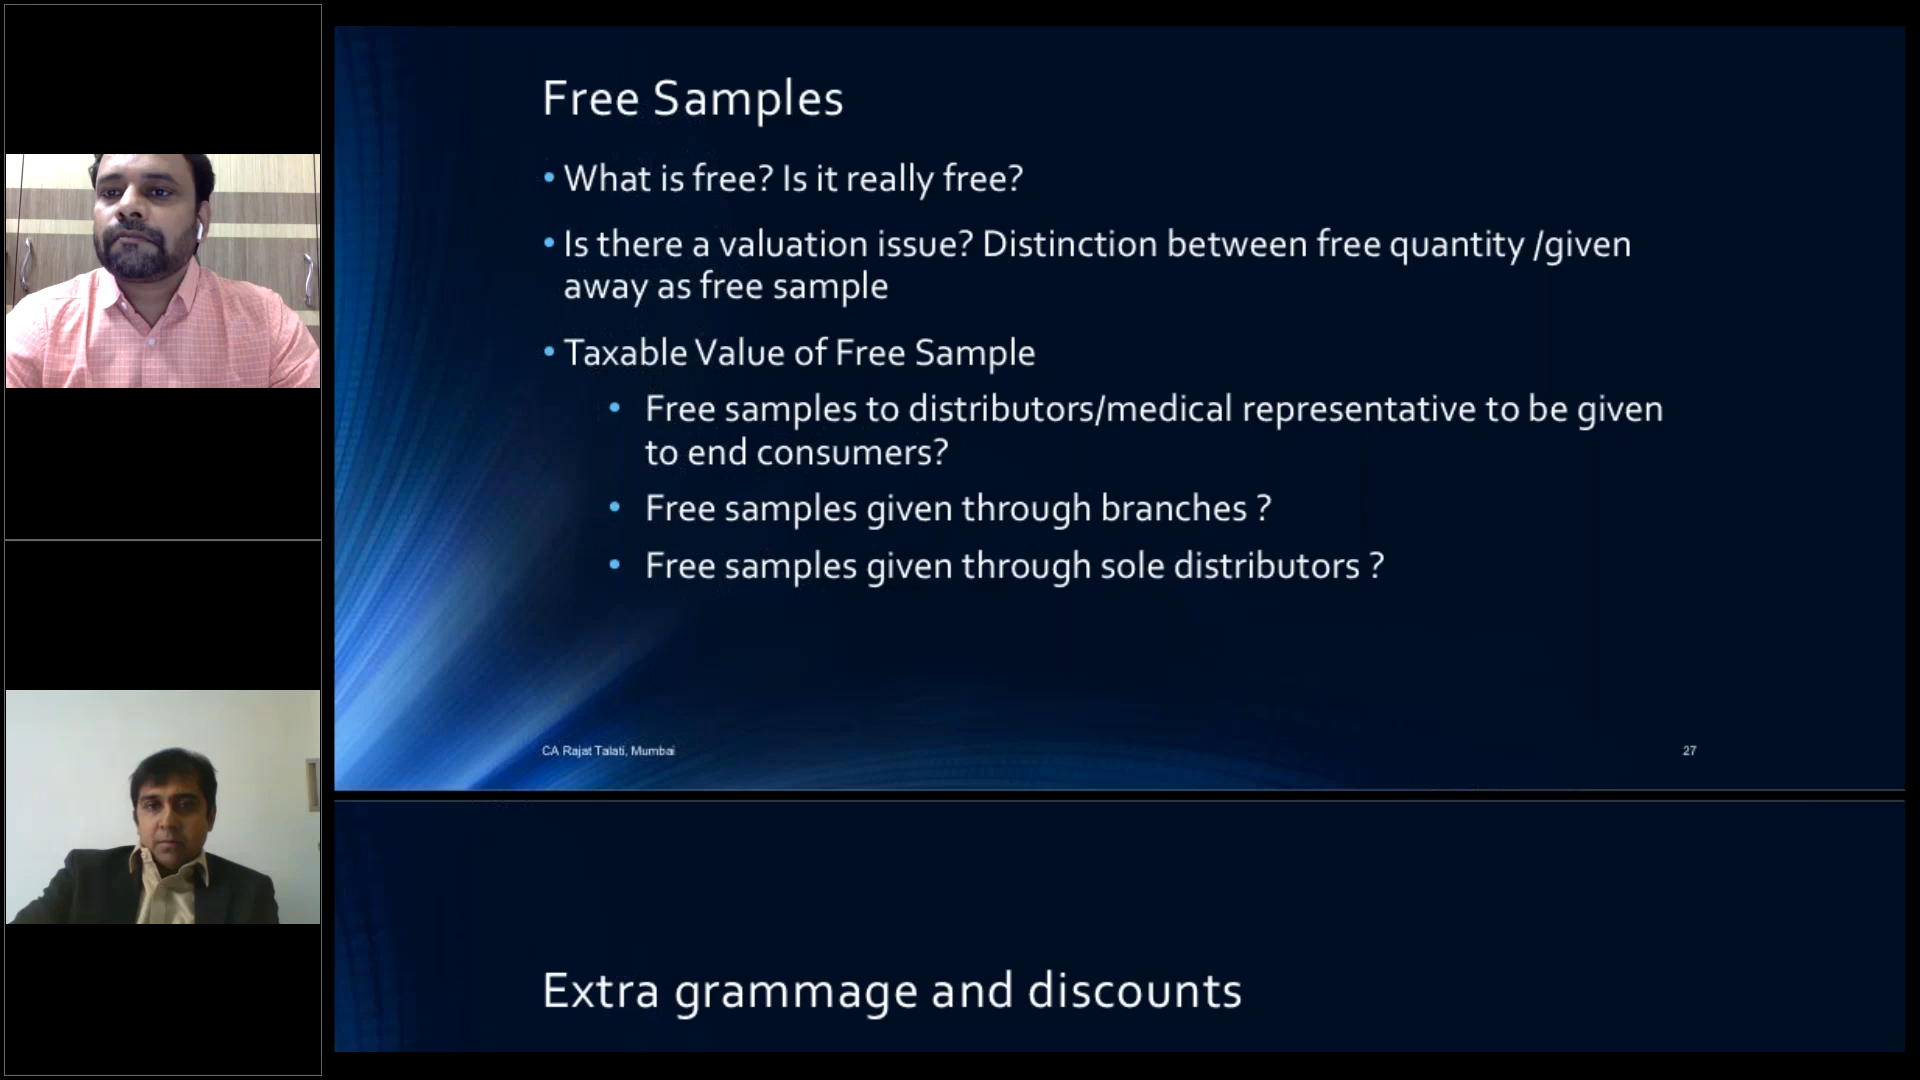 Free Samples
• What is free? Is it really free?
• Is there a valuation issue? Distinction between free quantity /given
away as free sample
• Taxable Value of Free Sample
• Free samples to distributors/medical representative to be given
to end consumers?
• Free samples given through branches ?
• Free samples given through sole distributors ?
CA Rajat Talati, Mumbai
27
Extra grammage and discounts